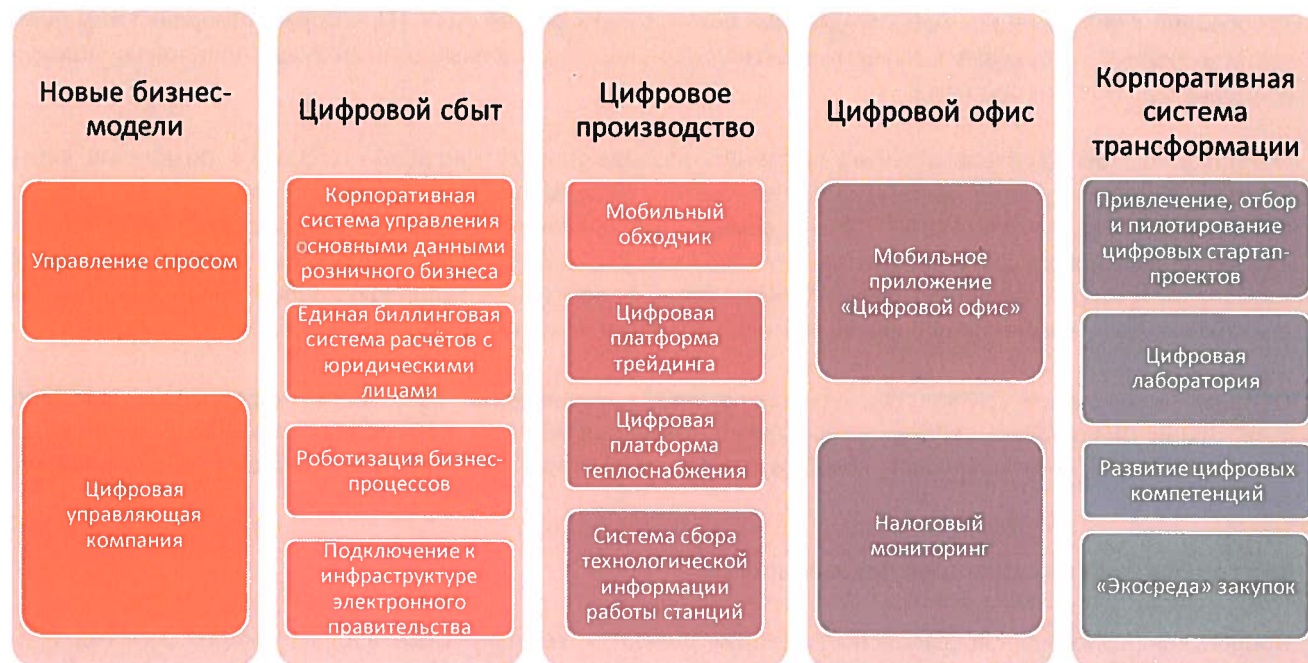 Новые бизнес-
модели
Управление спросом
Цифровая
управляющая
компания
Цифровой сбыт
Корпоративная
система управления
основными данными
розничного бизнеса
Единая биллинговая
система расчётов с
юридическими
лицами
Роботизация бизнес-
процессов
Подключение к
инфраструктуре
электронного
правительства
Цифровое
производство
Мобильный
обходчик
Цифровая
платформа
трейдинга
Цифровая
платформа
теплоснабжения
Система сбора
технологической
информации
работы станций
Цифровой офис
Мобильное
приложение
«Цифровой офис»
Налоговый
мониторинг
Корпоративная
система
трансформации
Привлечение, отбор
и пилотирование
цифровых стартап-
проектов
Цифровая
лаборатория
Развитие цифровых
компетенций
«Экосреда» закупок